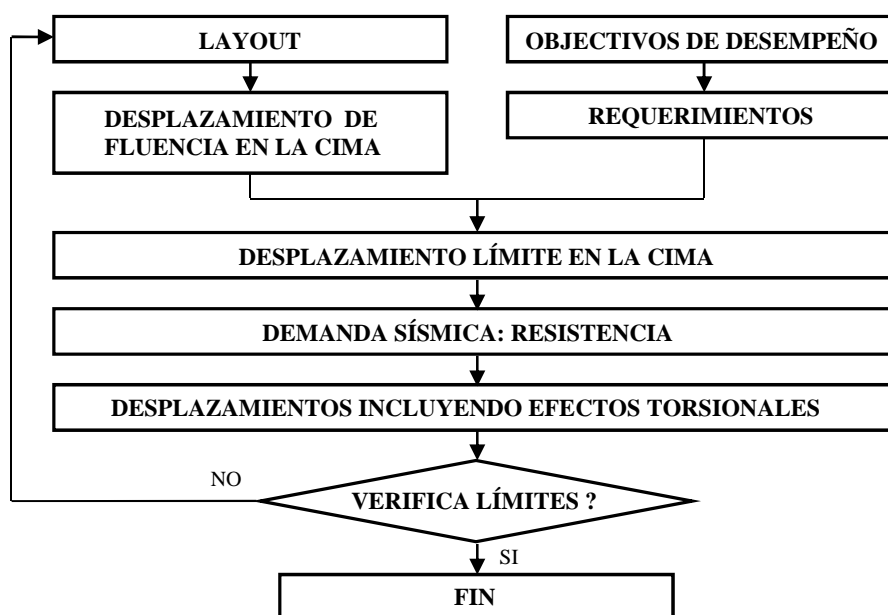 LAYOUT
OBJECTIVOS DE DESEMPEÑO
DESPLAZAMIENTO DE
FLUENCIA EN LA CIMA
REQUERIMIENTOS
DESPLAZAMIENTO LÍMITE EN LA CIMA
DEMANDA SÍSMICA: RESISTENCIA
DESPLAZAMIENTOS INCLUYENDO EFECTOS TORSIONALES
NO
VERIFICA LÍMITES ?
SI
FIN